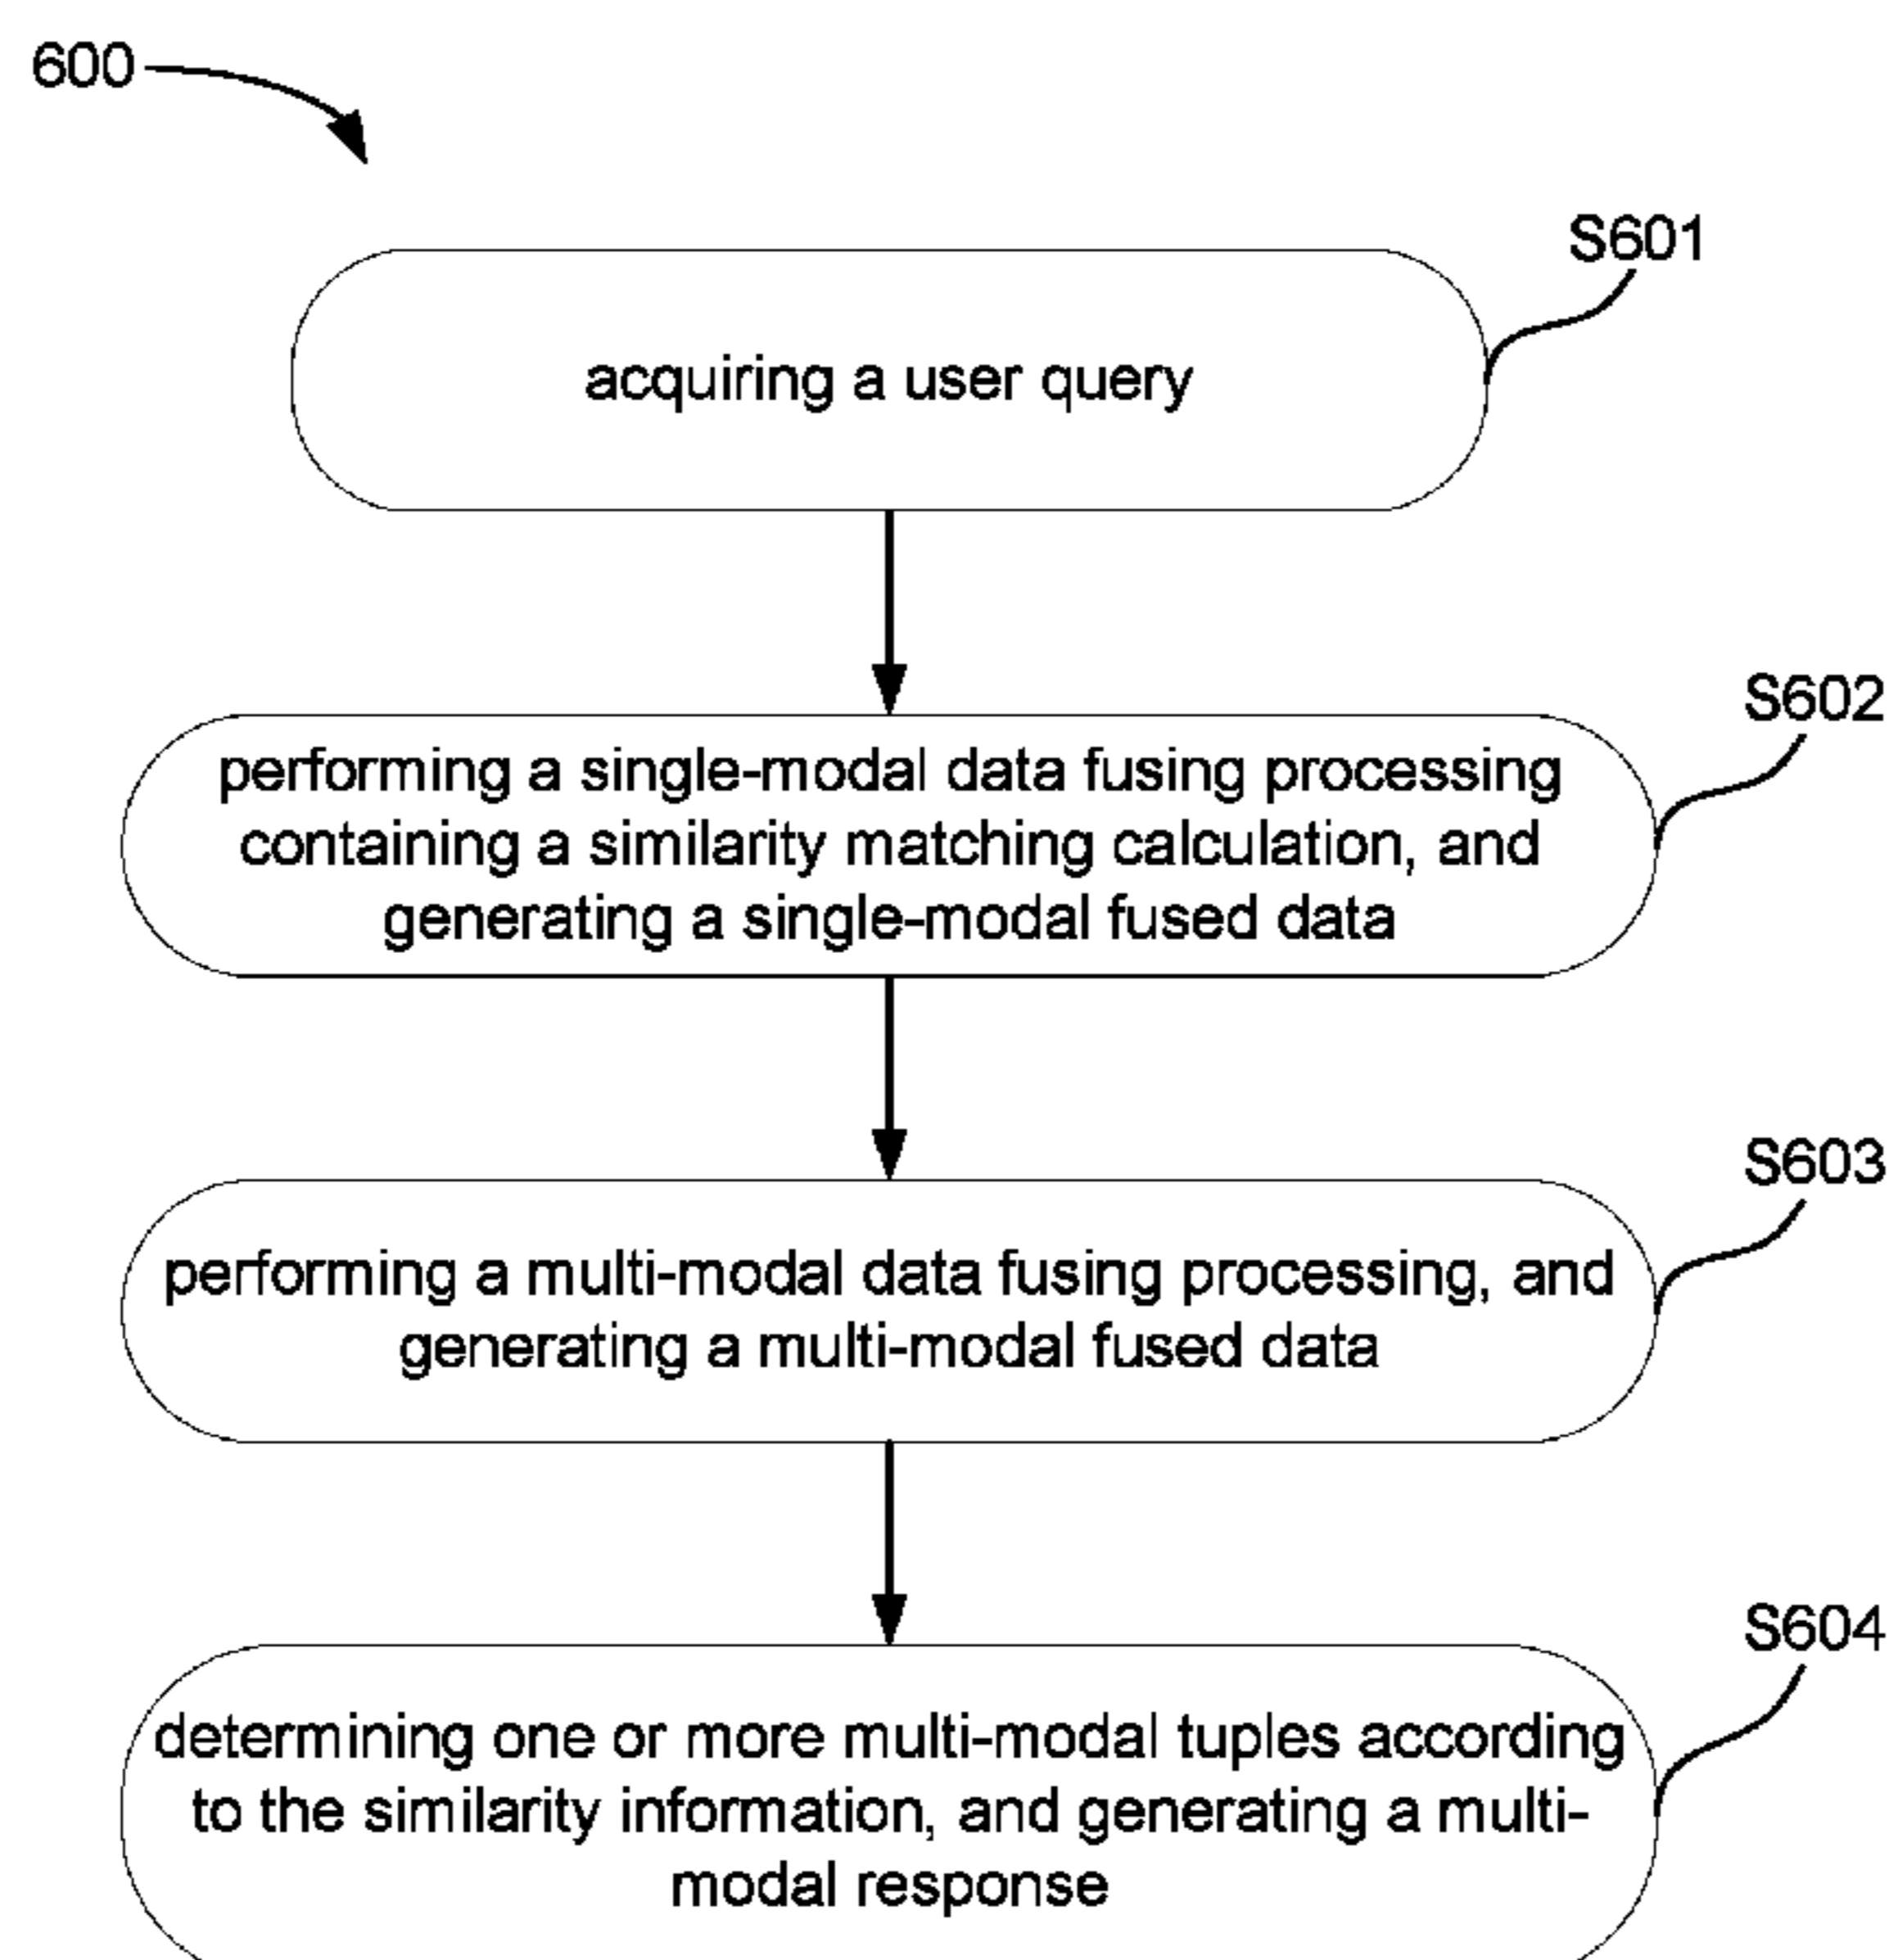 600
S601
acquiring a user query
S602
performing a single-modal data fusing processing
containing a similarity matching calculation, and
generating a single-modal fused data
S603
performing a multi-modal data fusing processing, and
generating a multi-modal fused data
S604
determining one or more multi-modal tuples according
to the similarity information, and generating a multi-
modal response